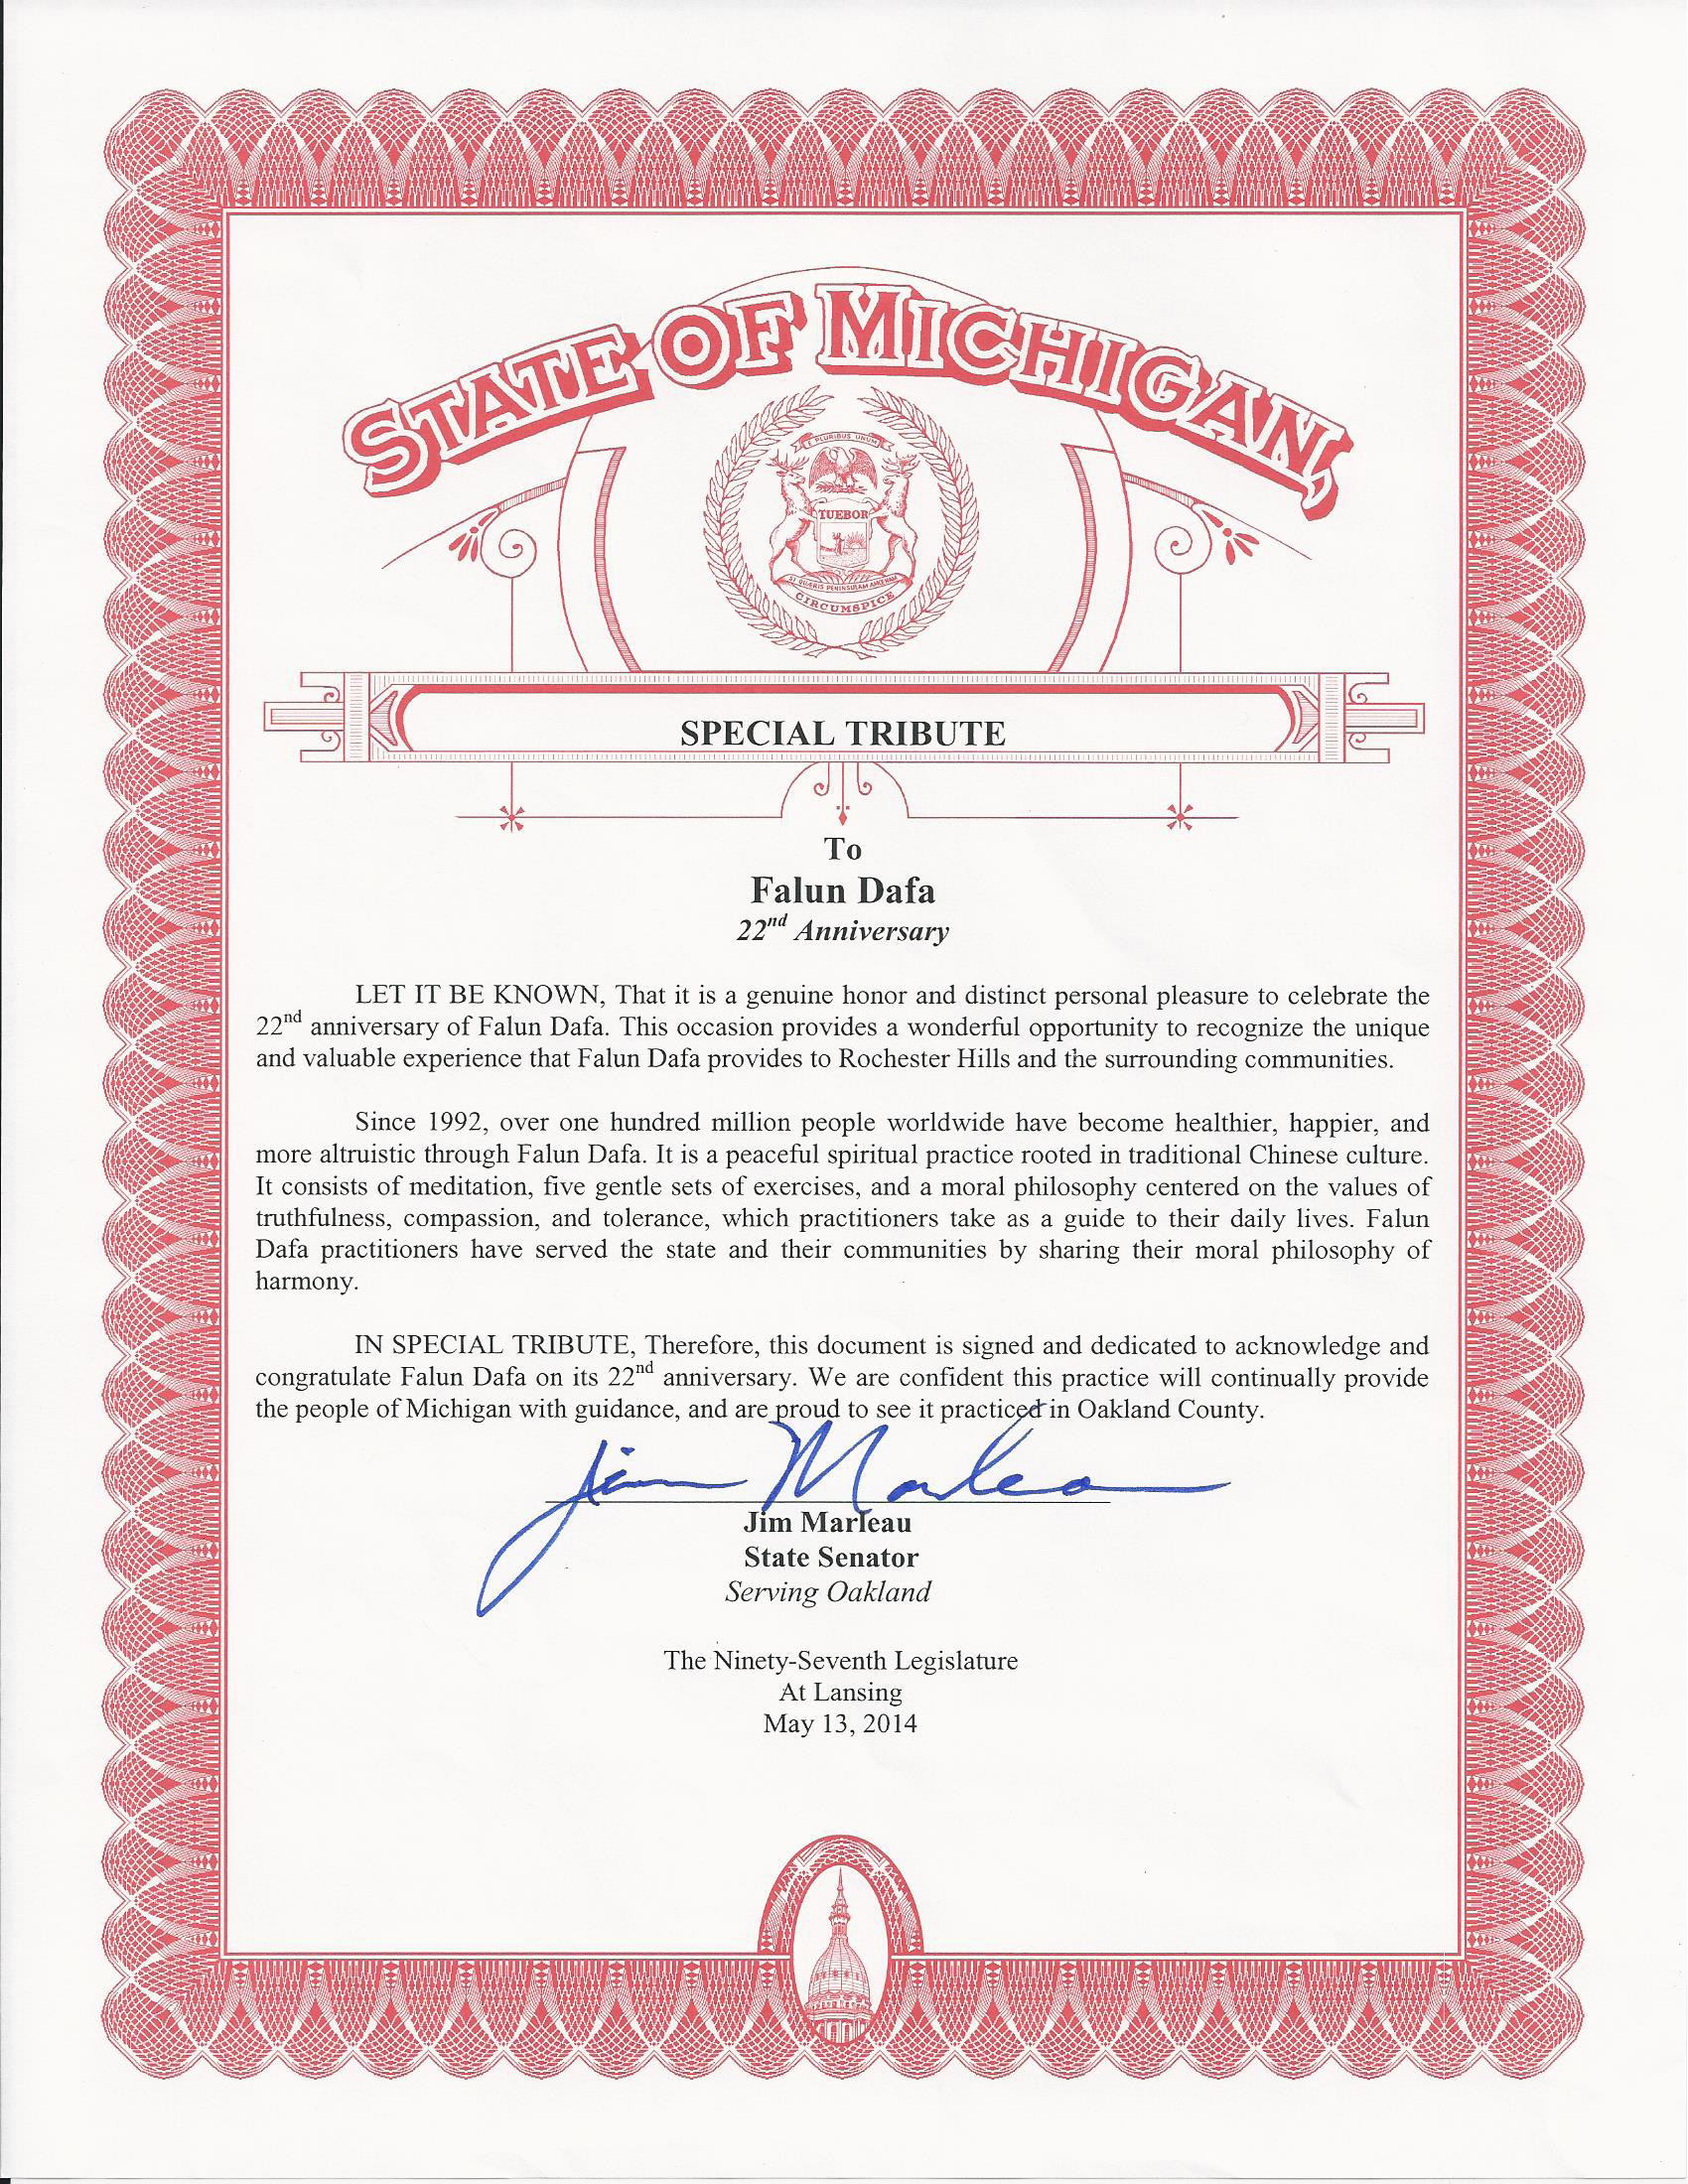 STATE OF MICHIGAN,
E PLURIBUS UNUM
TUEBOR
SI QUAERIS PENINSULAM AMOENAM
CIRCUMSPICE
SPECIAL TRIBUTE
To
Falun Dafa
22nd Anniversary
LET IT BE KNOWN, That it is a genuine honor and distinct personal pleasure to celebrate the
22nd anniversary of Falun Dafa. This occasion provides a wonderful opportunity to recognize the unique
and valuable experience that Falun Dafa provides to Rochester Hills and the surrounding communities.
Since 1992, over one hundred million people worldwide have become healthier, happier, and
more altruistic through Falun Dafa. It is a peaceful spiritual practice rooted in traditional Chinese culture.
It consists of meditation, five gentle sets of exercises, and a moral philosophy centered on the values of
truthfulness, compassion, and tolerance, which practitioners take as a guide to their daily lives. Falun
Dafa practitioners have served the state and their communities by sharing their moral philosophy of
harmony.
IN SPECIAL TRIBUTE, Therefore, this document is signed and dedicated to acknowledge and
congratulate Falun Dafa on its 22nd anniversary. We are confident this practice will continually provide
the people of Michigan with guidance, and are proud to see it practiced in Oakland County.
Jim Marleau
Jim Marleau
State Senator
Serving Oakland
The Ninety-Seventh Legislature
At Lansing
May 13, 2014